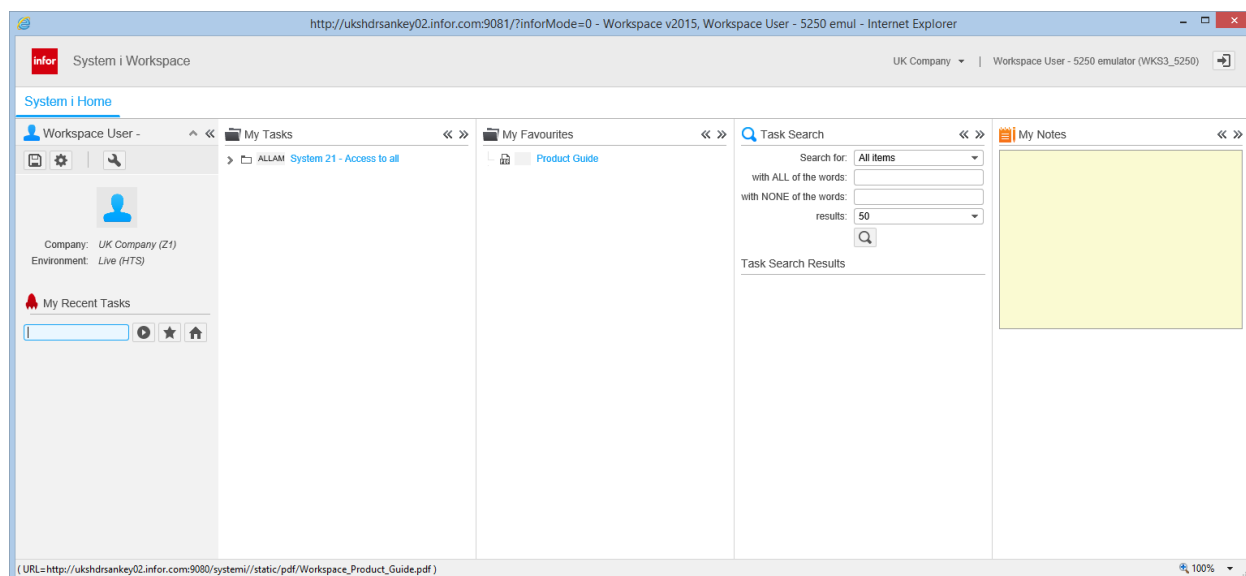 http://ukshdrsankey02.infor.com:9081/?inforMode=0 - Workspace v2015, Workspace User - 5250 emul - Internet Explorer
infor System i Workspace
UK Company | Workspace User - 5250 emulator (WKS3_5250)
System i Home
Workspace User -
Company: UK Company (Z1)
Environment: Live (HTS)
My Recent Tasks
My Tasks
ALLAM System 21 - Access to all
My Favourites
Product Guide
Task Search
Search for: All items
with ALL of the words:
with NONE of the words:
results: 50
Task Search Results
My Notes
( URL=http://ukshdrsankey02.infor.com:9080/systemi//static/pdf/Workspace_Product_Guide.pdf )
100%